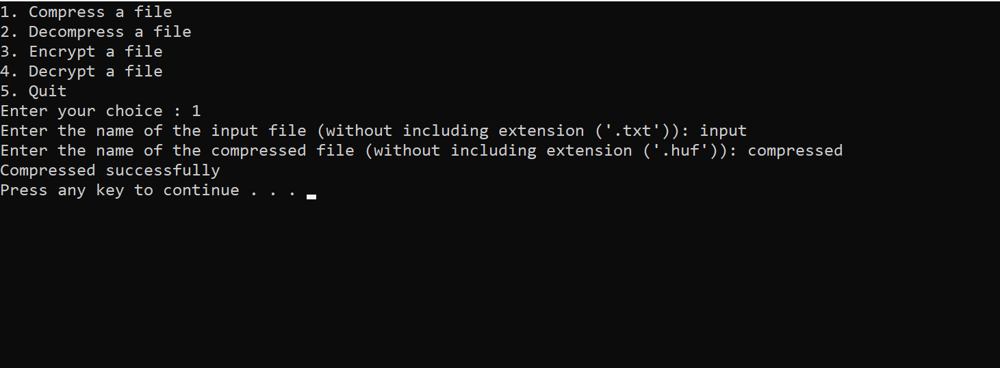 1. Compress a file
2. Decompress a file
3. Encrypt a file
4. Decrypt a file
5. Quit
Enter your choice : 1
Enter the name of the input file (without including extension ('.txt')): input
Enter the name of the compressed file (without including extension ('.huf')): compressed
Compressed successfully
Press any key to continue . . .